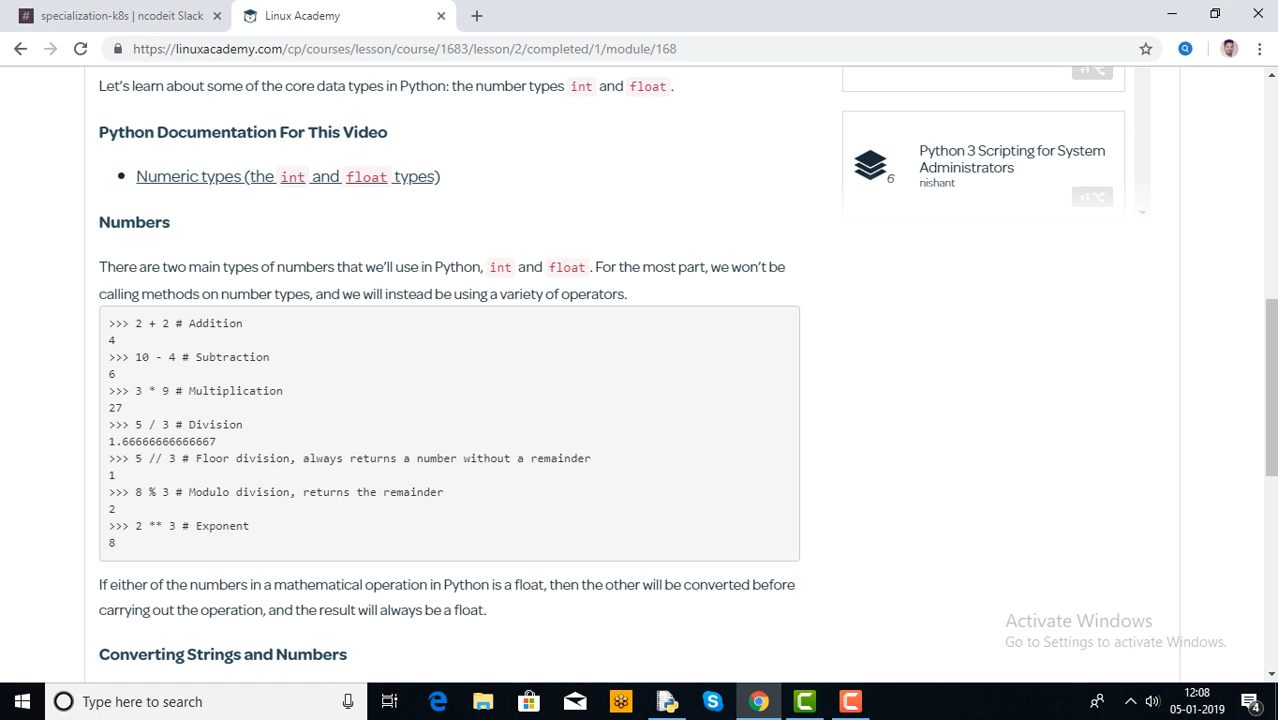 specialization-k8s | ncodeit Slack
Linux Academy
https://linuxacademy.com/cp/courses/lesson/course/1683/lesson/2/completed/1/module/168
Let's learn about some of the core data types in Python: the number types int and float.
Python Documentation For This Video
Numeric types (the int and float types)
Numbers
There are two main types of numbers that we'll use in Python, int and float. For the most part, we won't be
calling methods on number types, and we will instead be using a variety of operators.
>>> 2 + 2 # Addition
4
>>> 10 - 4 # Subtraction
6
>>> 3 * 9 # Multiplication
27
>>> 5 / 3 # Division
1.66666666666667
>>> 5 // 3 # Floor division, always returns a number without a remainder
1
>>> 8 % 3 # Modulo division, returns the remainder
2
>>> 2 ** 3 # Exponent
8
If either of the numbers in a mathematical operation in Python is a float, then the other will be converted before
carrying out the operation, and the result will always be a float.
Converting Strings and Numbers
+1
6
Python 3 Scripting for System
Administrators
nishant
+1
Activate Windows
Go to Settings to activate Windows.
Type here to search
12:08
05-01-2019
4